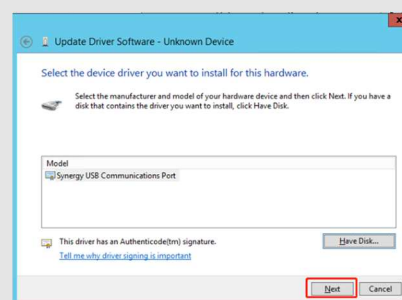 Update Driver Software - Unknown Device
Select the device driver you want to install for this hardware.
Select the manufacturer and model of your hardware device and then click Next. If you have a
disk that contains the driver you want to install, click Have Disk.
Model
Synergy USB Communications Port
This driver has an Authenticode(tm) signature.
Have Disk...
Tell me why driver signing is important
Next
Cancel